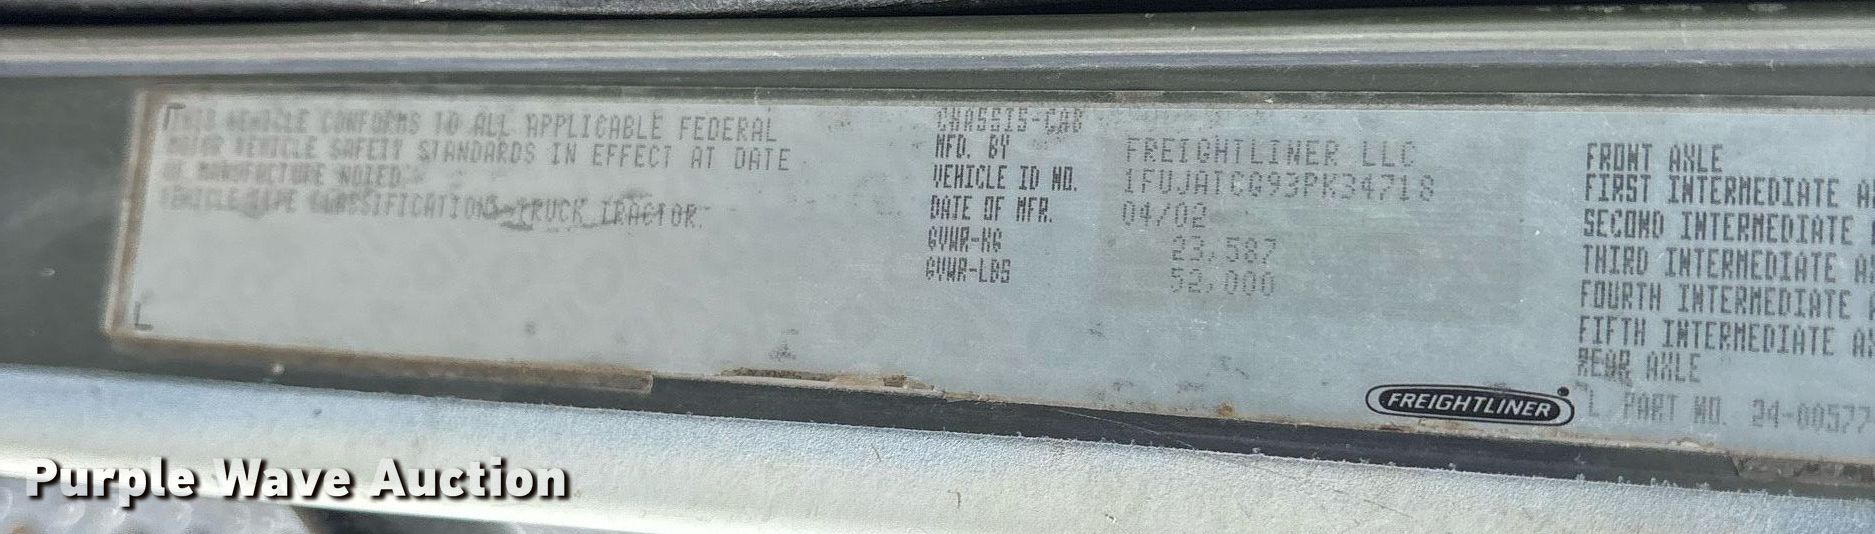 THIS VEHICLE CONFORMS TO ALL APPLICABLE FEDERAL
MOTOR VEHICLE SAFETY STANDARDS IN EFFECT AT DATE
OF MANUFACTURE NOTED.
VEHICLE TYPE CLASSIFICATION: TRUCK TRACTOR.
CHASSIS-CAB
MFD. BY FREIGHTLINER LLC
VEHICLE ID NO. 1FUJATCG93PK34718
DATE OF MFR. 04/02
GVWR-KG 23,587
GVWR-LBS 52,000
FRONT AXLE
FIRST INTERMEDIATE A
SECOND INTERMEDIATE
THIRD INTERMEDIATE A
FOURTH INTERMEDIATE
FIFTH INTERMEDIATE AX
REAR AXLE
PART NO. 24-00577
FREIGHTLINER
Purple Wave Auction